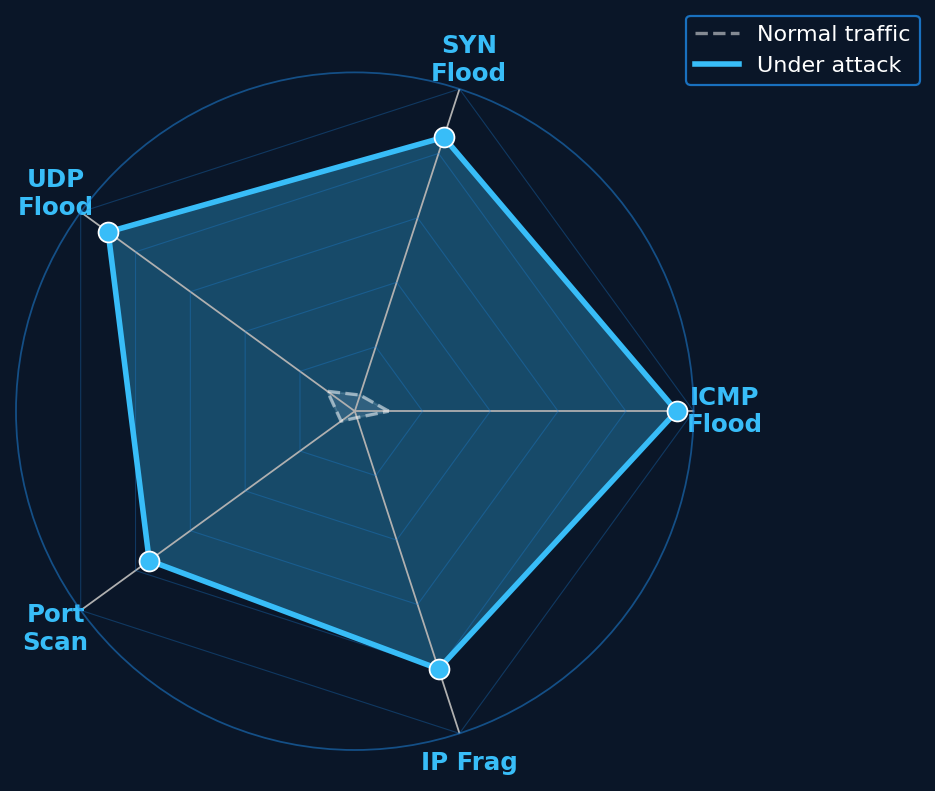 Normal traffic
Under attack
SYN
Flood
UDP
Flood
ICMP
Flood
Port
Scan
IP Frag